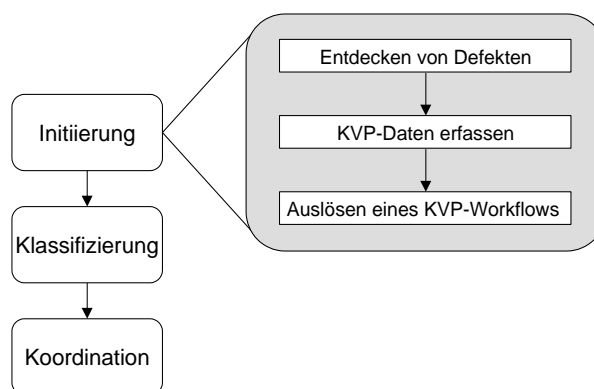 Entdecken von Defekten
KVP-Daten erfassen
Auslösen eines KVP-Workflows
Initiierung
Klassifizierung
Koordination